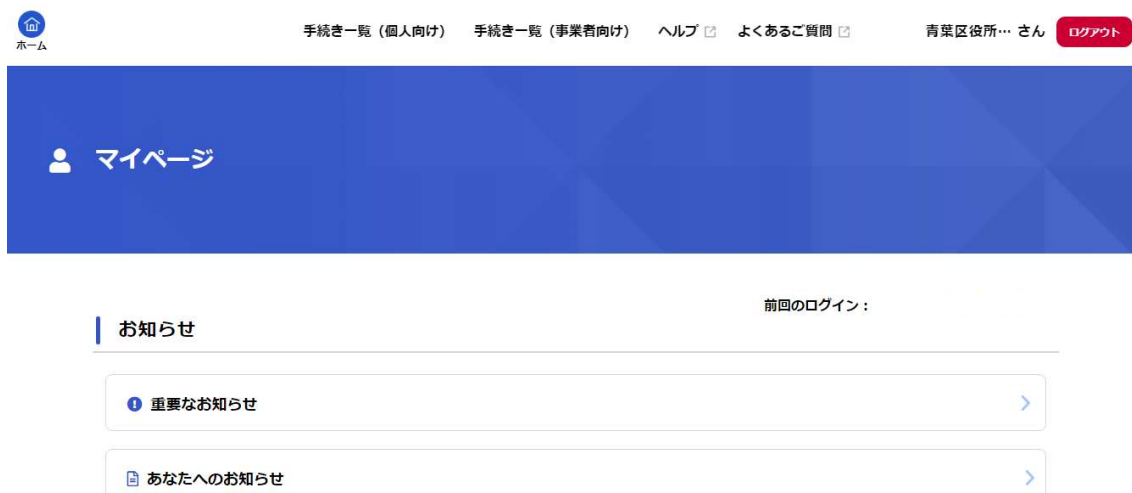 手続き一覧（個人向け） 手続き一覧（事業者向け） ヘルプ よくあるご質問 青葉区役所… さん ログアウト
ホーム
マイページ
前回のログイン：
お知らせ
重要なお知らせ
あなたへのお知らせ